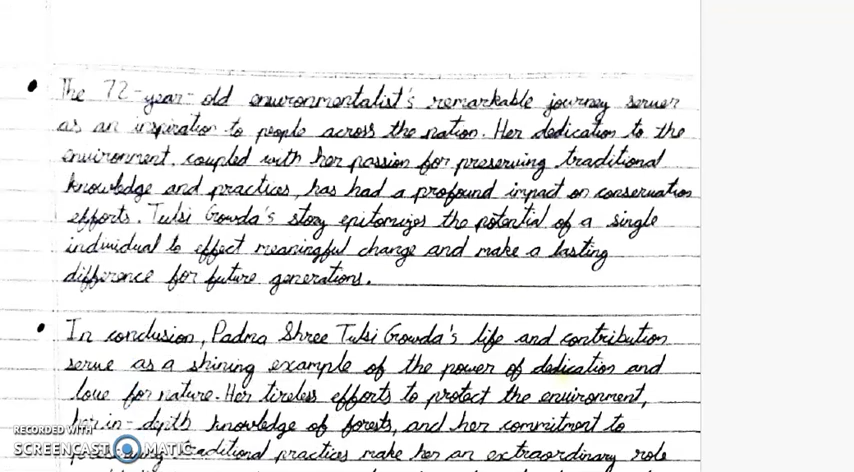 The 72-year-old environmentalist's remarkable journey serves
as an inspiration to people across the nation. Her dedication to the
environment, coupled with her passion for preserving traditional
knowledge and practices, has had a profound impact on conservation
efforts. Tulsi Gowda's story epitomizes the potential of a single
individual to effect meaningful change and make a lasting
difference for future generations.
In conclusion, Padma Shree Tulsi Gowda's life and contribution
serve as a shining example of the power of dedication and
love for nature. Her tireless efforts to protect the environment,
her in-depth knowledge of forests, and her commitment to
traditional practices make her an extraordinary role
RECORDED WITH
SCREENCAST MATIC